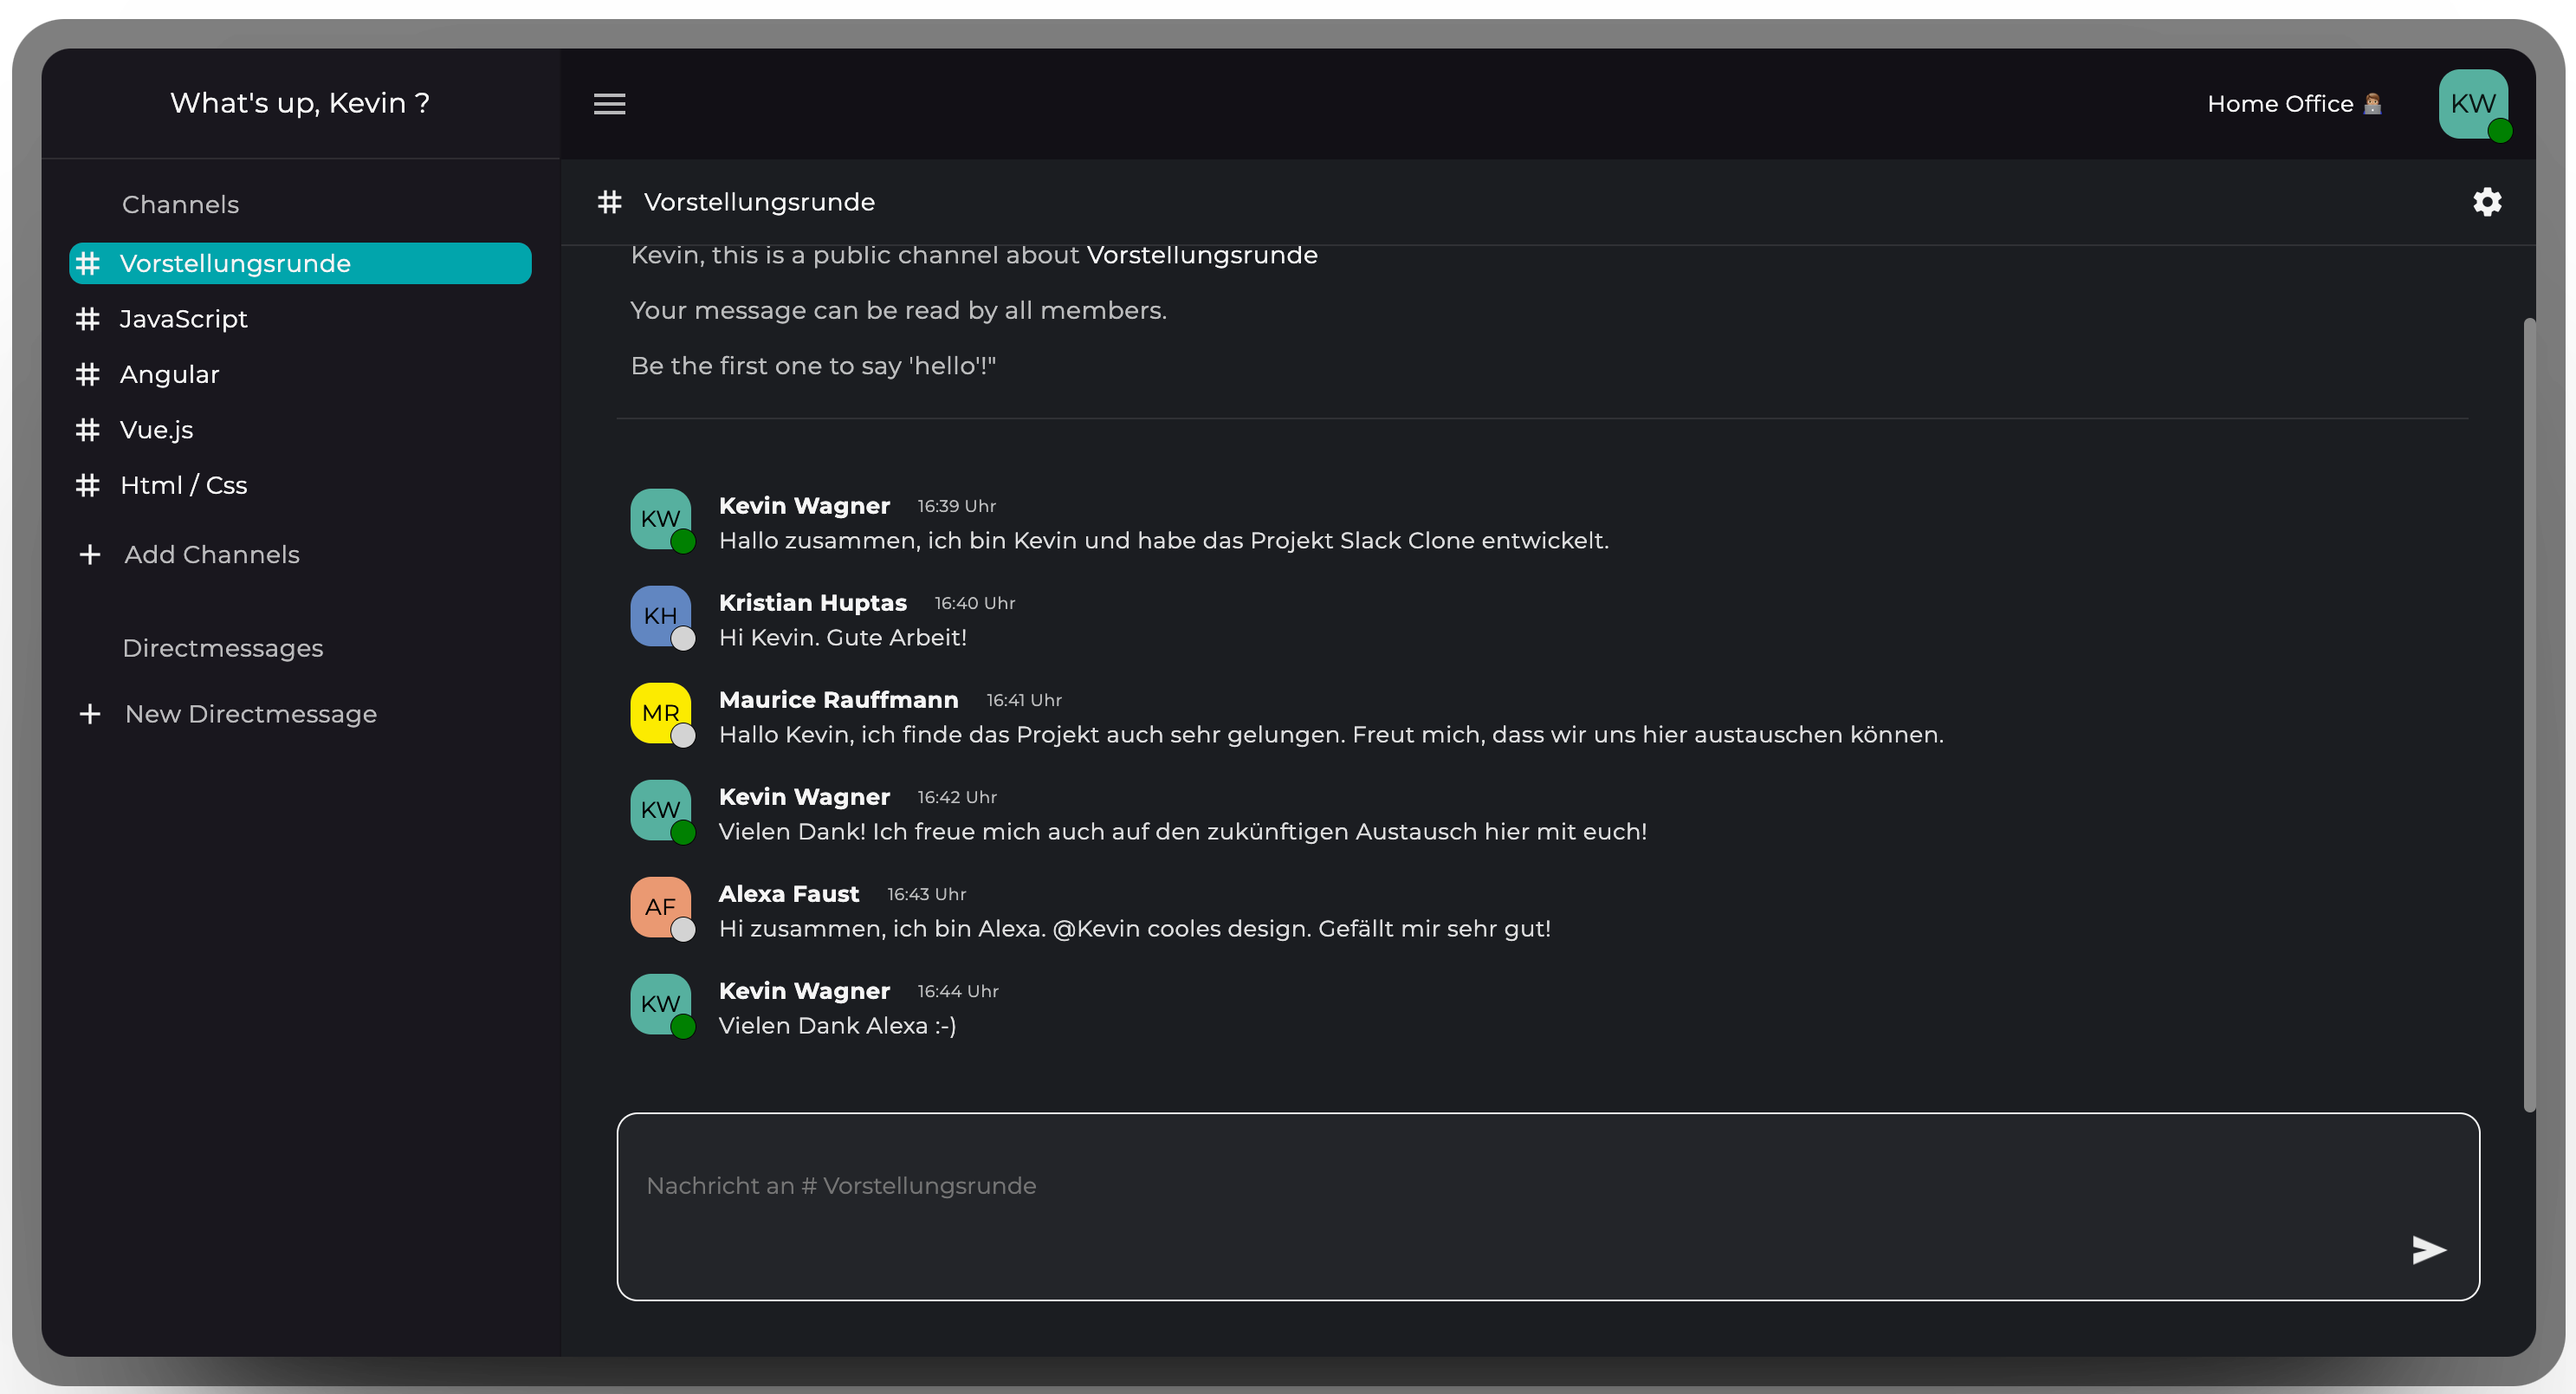 What's up, Kevin ?
Home Office
KW
Channels
# Vorstellungsrunde
# JavaScript
# Angular
# Vue.js
# Html / Css
+ Add Channels
Directmessages
+ New Directmessage
# Vorstellungsrunde
Kevin, this is a public channel about Vorstellungsrunde
Your message can be read by all members.
Be the first one to say 'hello'!"
KW
Kevin Wagner 16:39 Uhr
Hallo zusammen, ich bin Kevin und habe das Projekt Slack Clone entwickelt.
KH
Kristian Huptas 16:40 Uhr
Hi Kevin. Gute Arbeit!
MR
Maurice Rauffmann 16:41 Uhr
Hallo Kevin, ich finde das Projekt auch sehr gelungen. Freut mich, dass wir uns hier austauschen können.
KW
Kevin Wagner 16:42 Uhr
Vielen Dank! Ich freue mich auch auf den zukünftigen Austausch hier mit euch!
AF
Alexa Faust 16:43 Uhr
Hi zusammen, ich bin Alexa. @Kevin cooles design. Gefällt mir sehr gut!
KW
Kevin Wagner 16:44 Uhr
Vielen Dank Alexa :-)
Nachricht an # Vorstellungsrunde